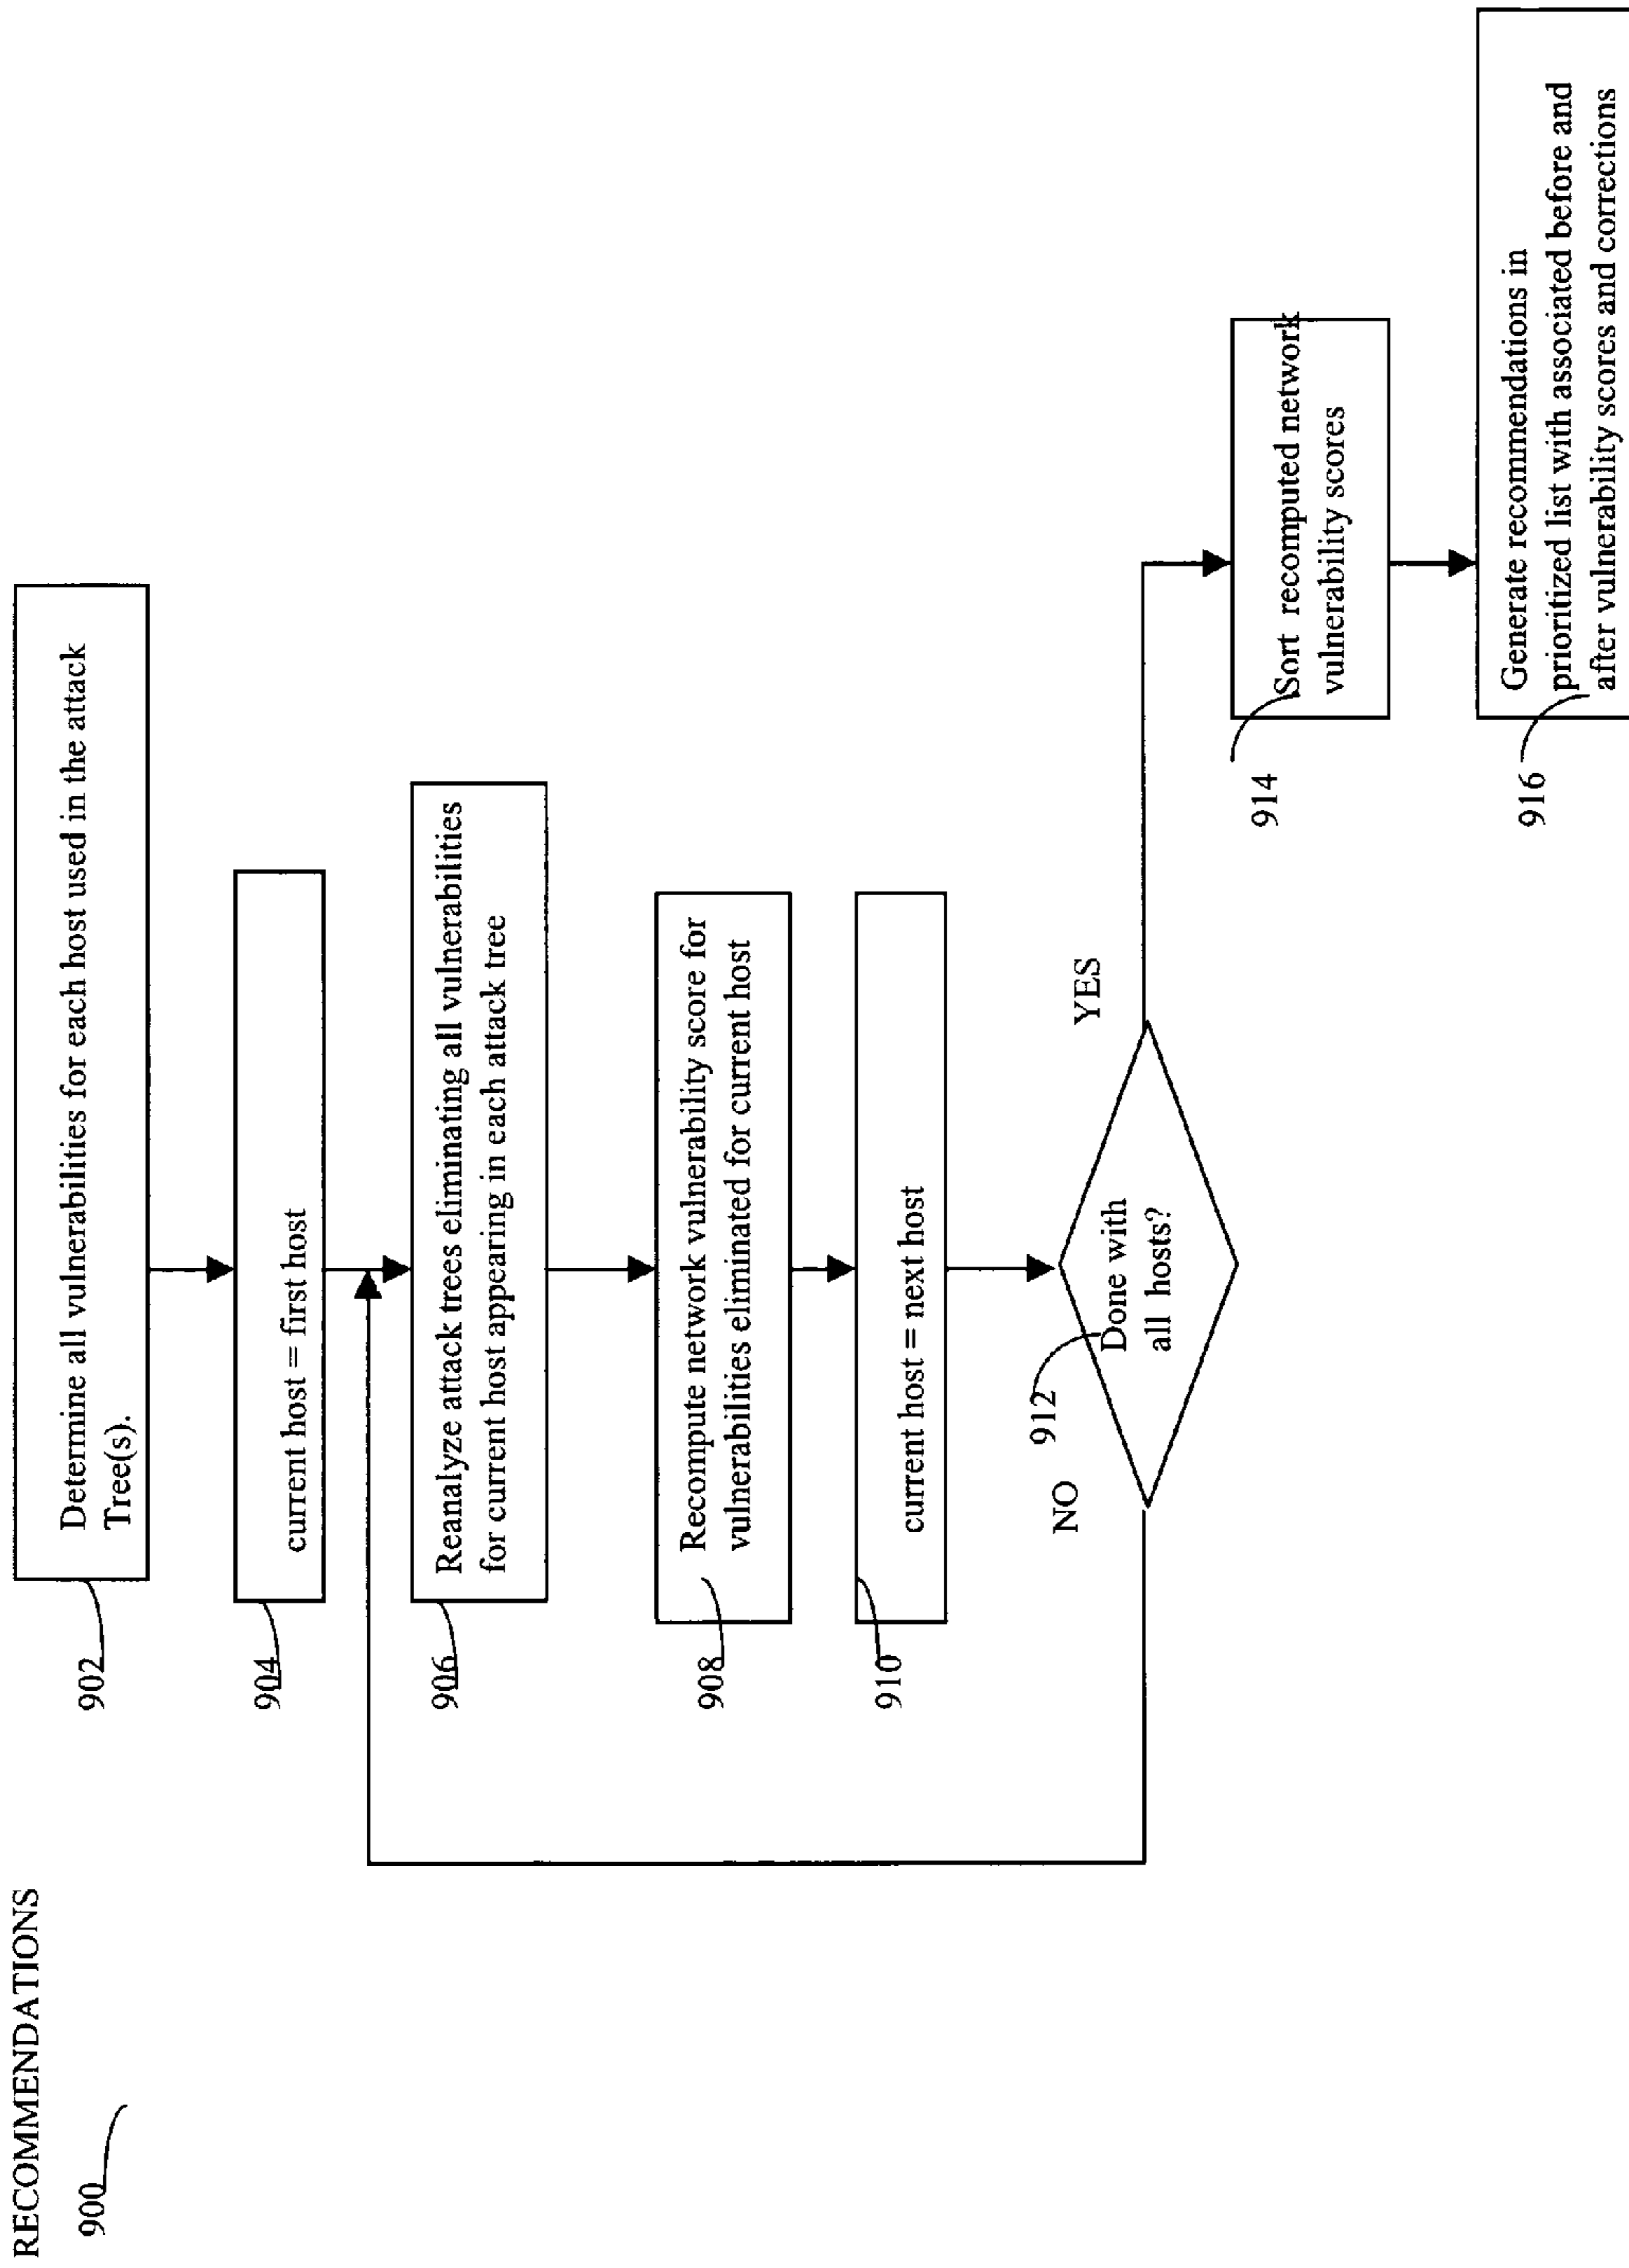 RECOMMENDATIONS
900
902
Determine all vulnerabilities for each host used in the attack
Tree(s).
904
current host = first host
906
Reanalyze attack trees eliminating all vulnerabilities
for current host appearing in each attack tree
908
Recompute network vulnerability score for
vulnerabilities eliminated for current host
910
current host = next host
912
Done with
all hosts?
NO
YES
914
Sort recomputed network
vulnerability scores
916
Generate recommendations in
prioritized list with associated before and
after vulnerability scores and corrections